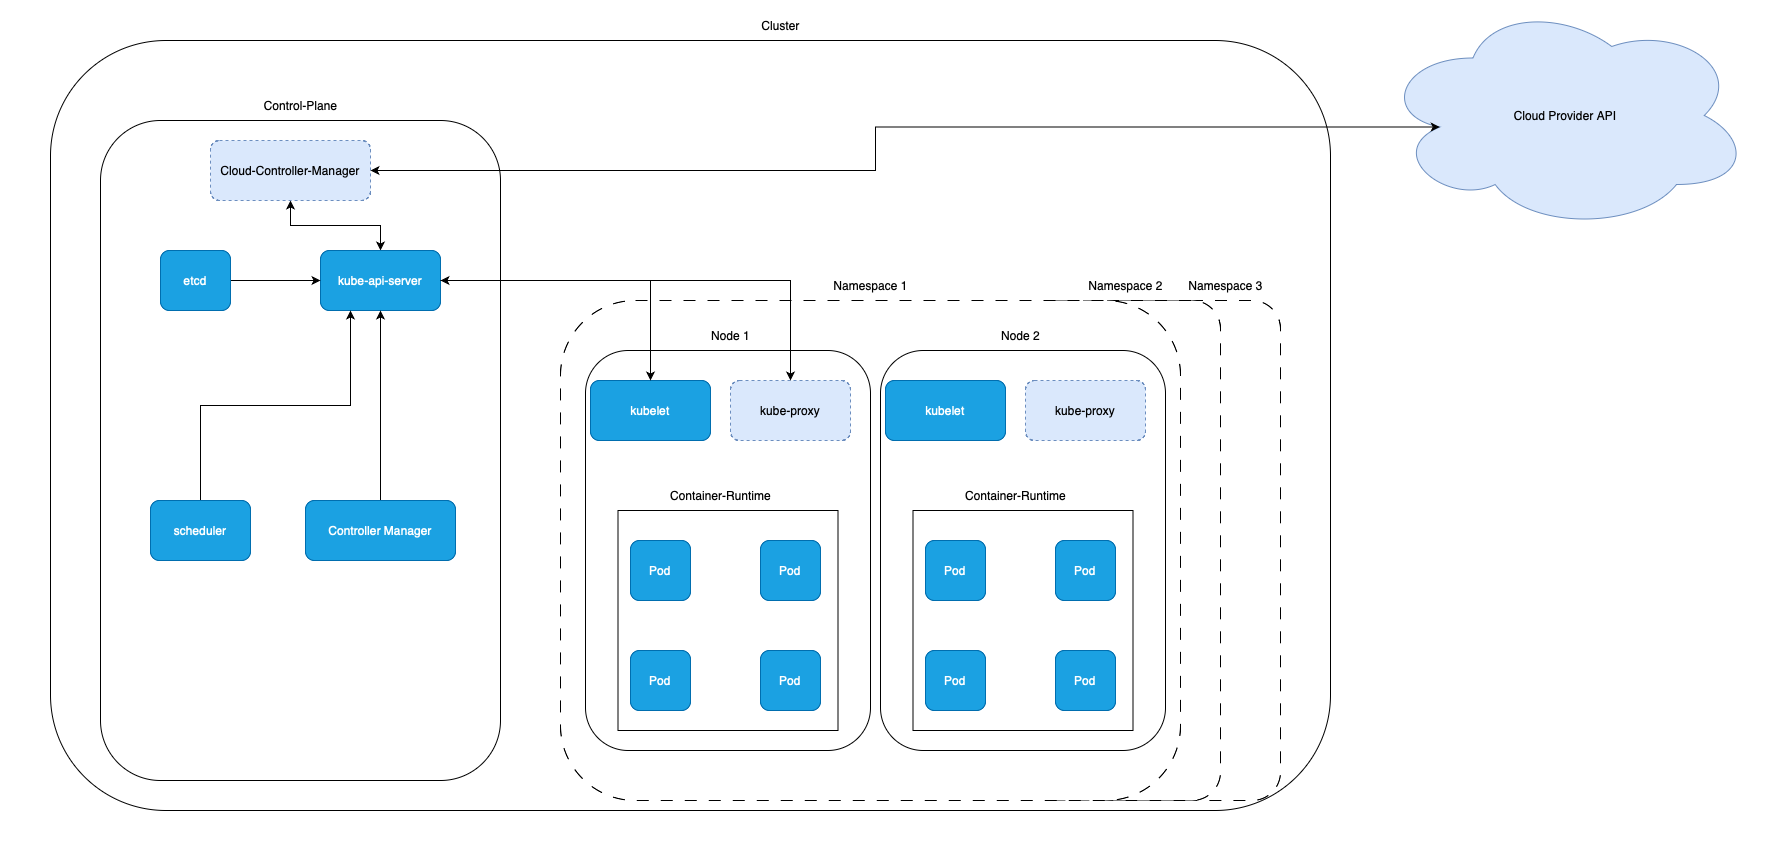 Cluster
Control-Plane
Cloud-Controller-Manager
Cloud Provider API
etcd
kube-api-server
Namespace 1
Namespace 2
Namespace 3
Node 1
Node 2
kubelet
kube-proxy
kubelet
kube-proxy
Container-Runtime
Container-Runtime
scheduler
Controller Manager
Pod
Pod
Pod
Pod
Pod
Pod
Pod
Pod